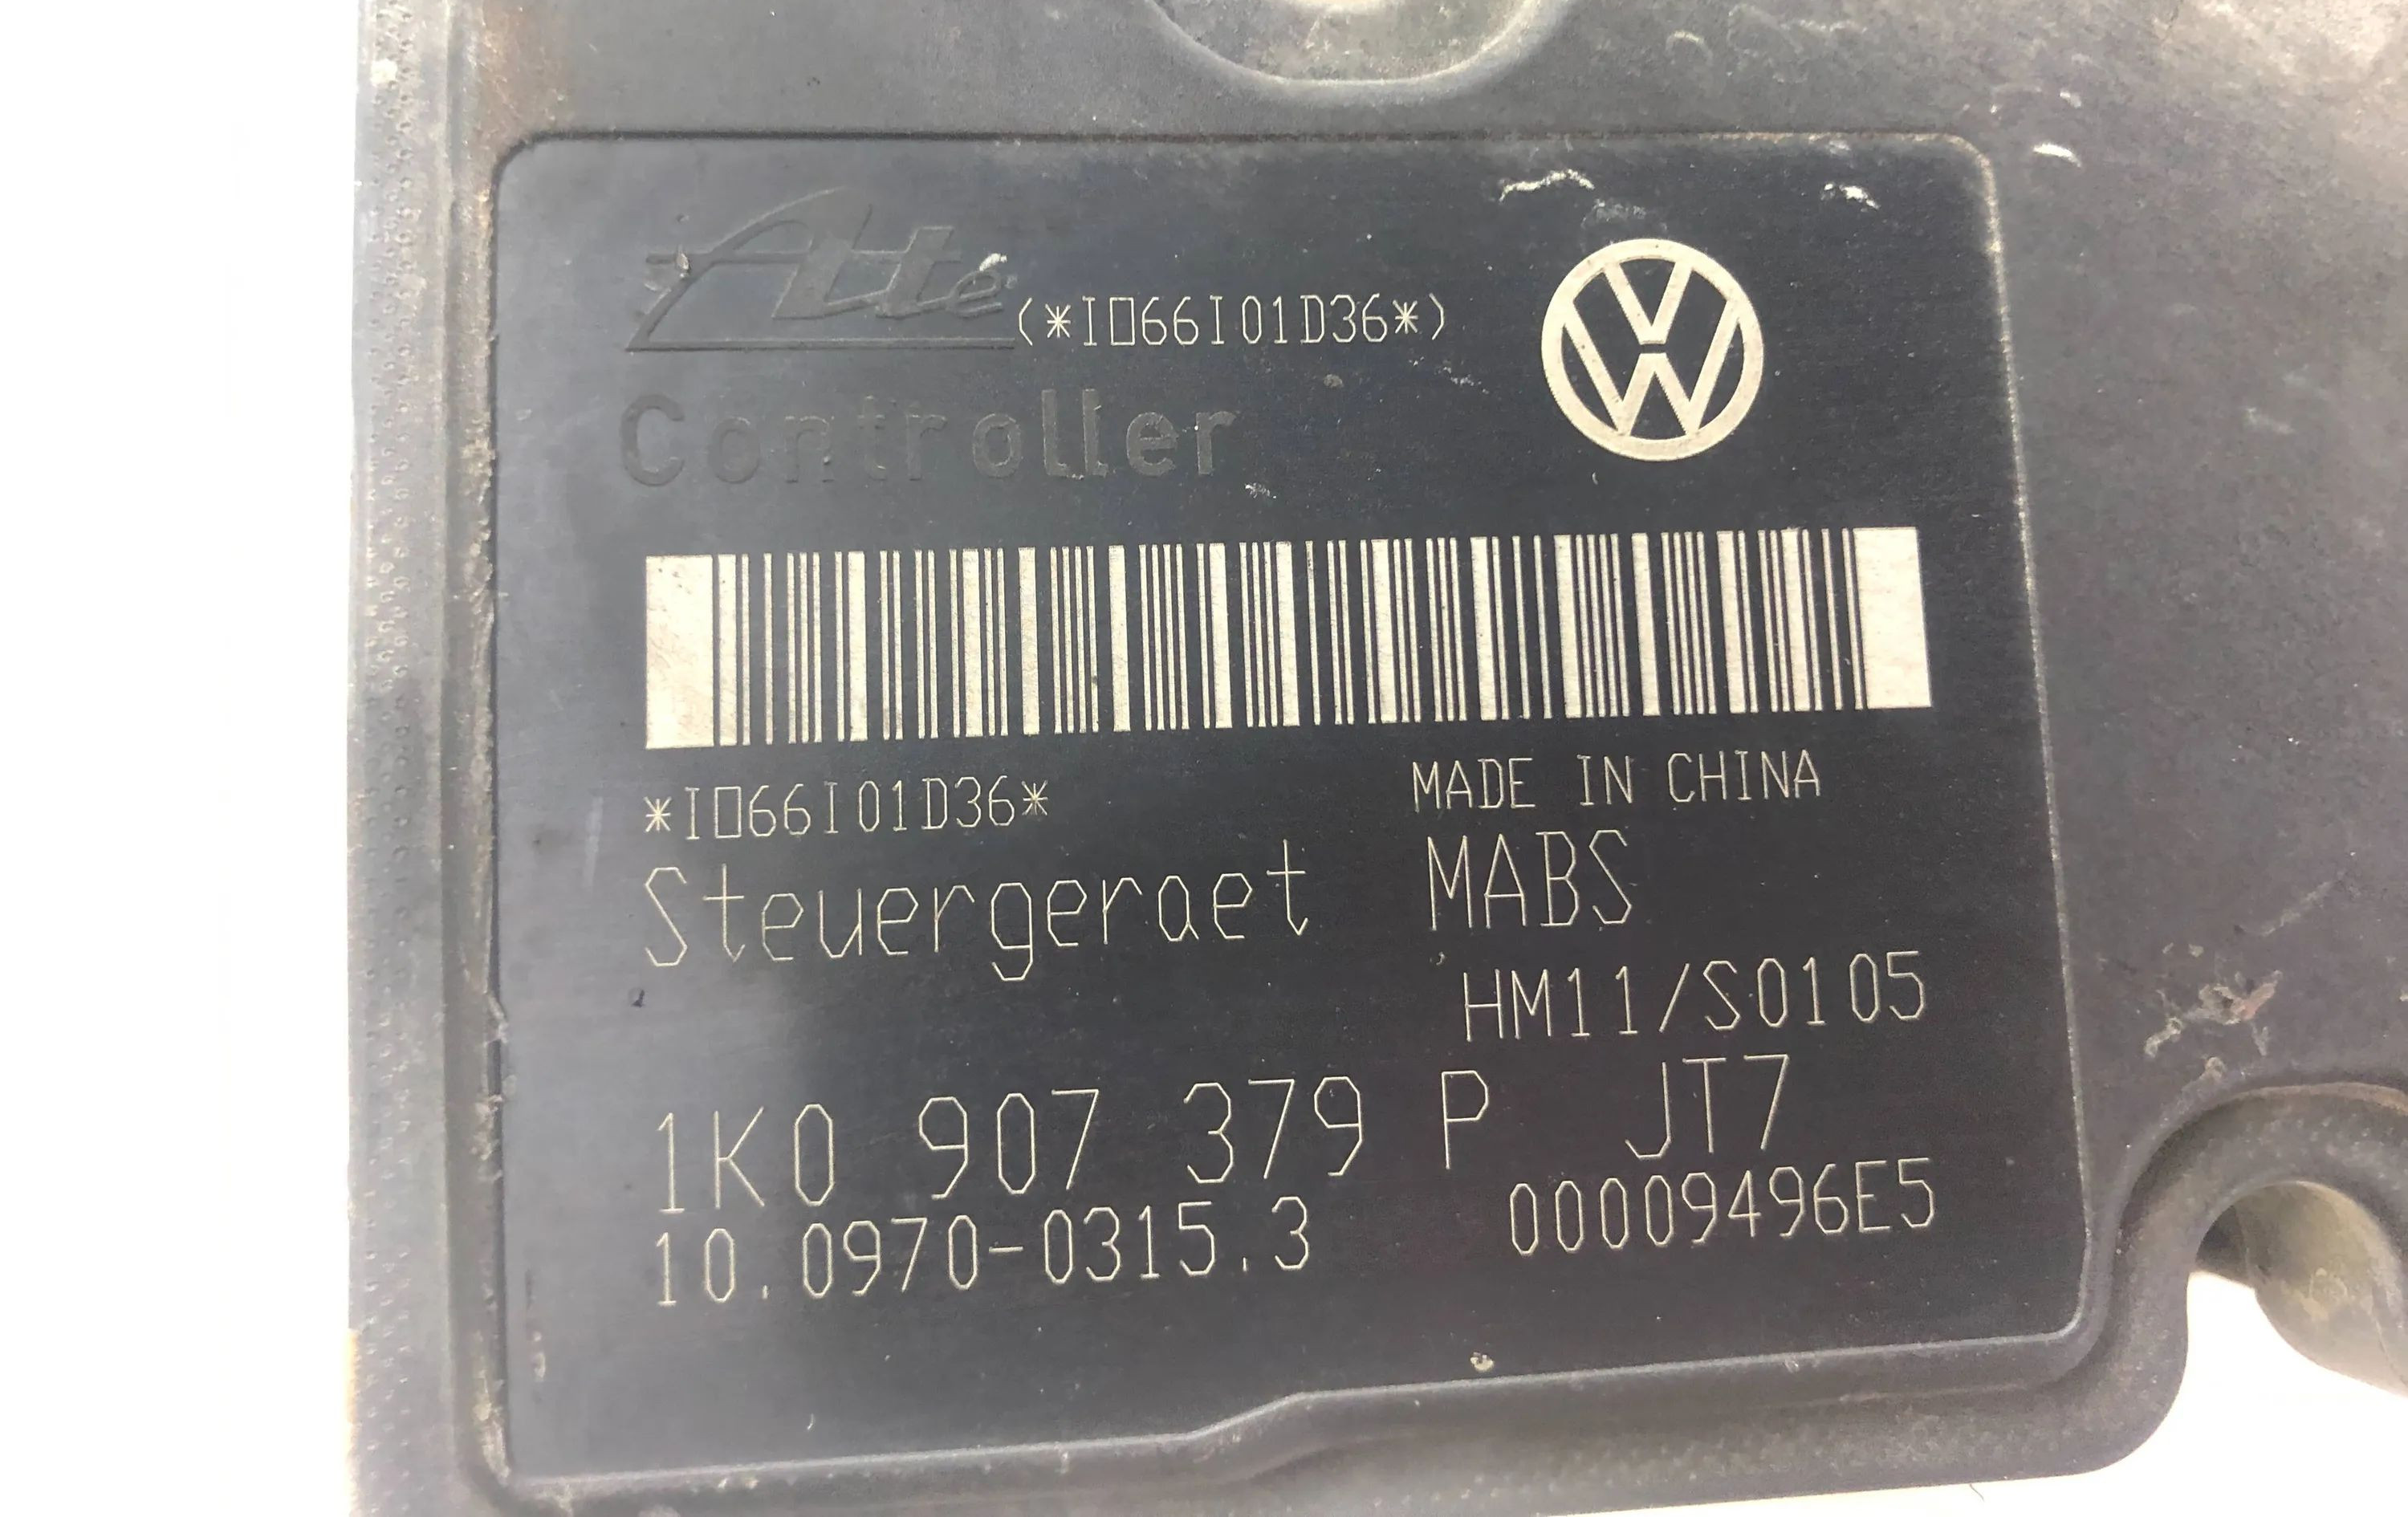 Ate
(*I□66I01D36*)
Controller
*I□66I01D36*
MADE IN CHINA
Steuergeraet MABS
HM11/S0105
1K0 907 379 P JT7
10.0970-0315.3 00009496E5